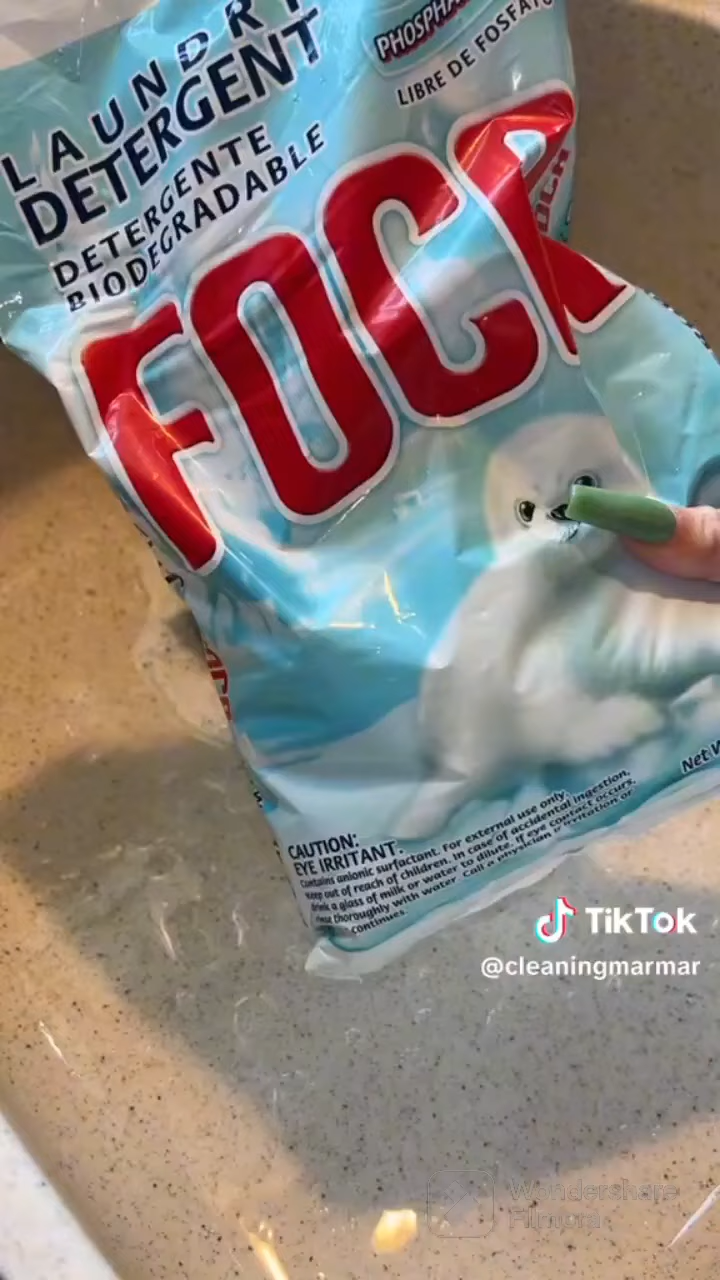 LAUNDRY
DETERGENT
DETERGENTE
BIODEGRADABLE
LIBRE DE FOSFATO
FOCA
CAUTION:
EYE IRRITANT.
Contains anionic surfactant. For external use only.
Keep out of reach of children. In case of accidental ingestion,
drink a glass of milk or water to dilute. If eye contact occurs,
rinse thoroughly with water. Call a physician if irritation or
continues.
Net W
TikTok
@cleaningmarmar
Wondershare
Filmora